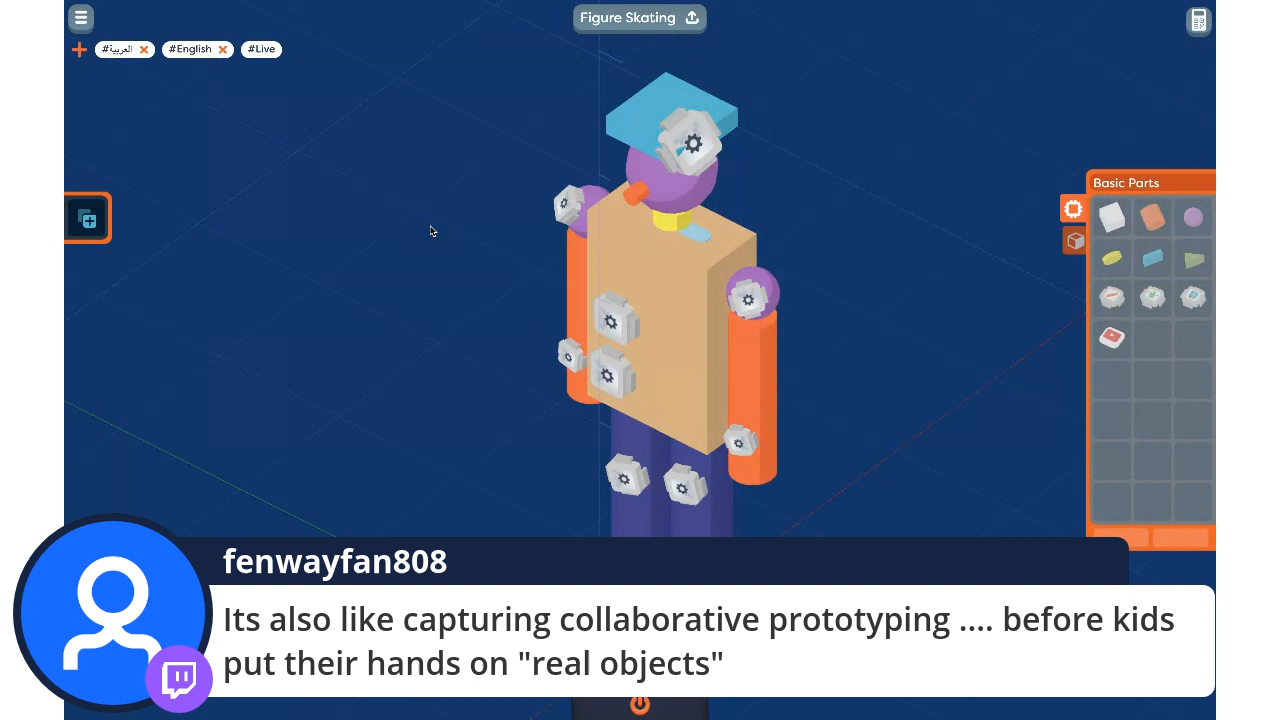 Figure Skating
#العربية
#English
#Live
Basic Parts
fenwayfan808
Its also like capturing collaborative prototyping .... before kids
put their hands on "real objects"